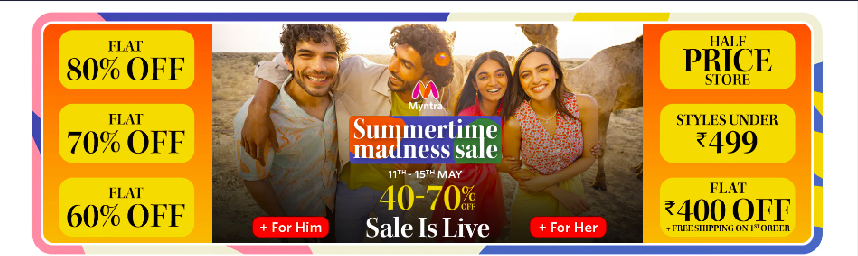 FLAT
80% OFF
FLAT
70% OFF
FLAT
60% OFF
Myntra
Summertime
madness sale
11TH - 15TH MAY
40-70% OFF
Sale Is Live
+ For Him
+ For Her
HALF
PRICE
STORE
STYLES UNDER
₹499
FLAT
₹400 OFF
+ FREE SHIPPING ON 1ST ORDER